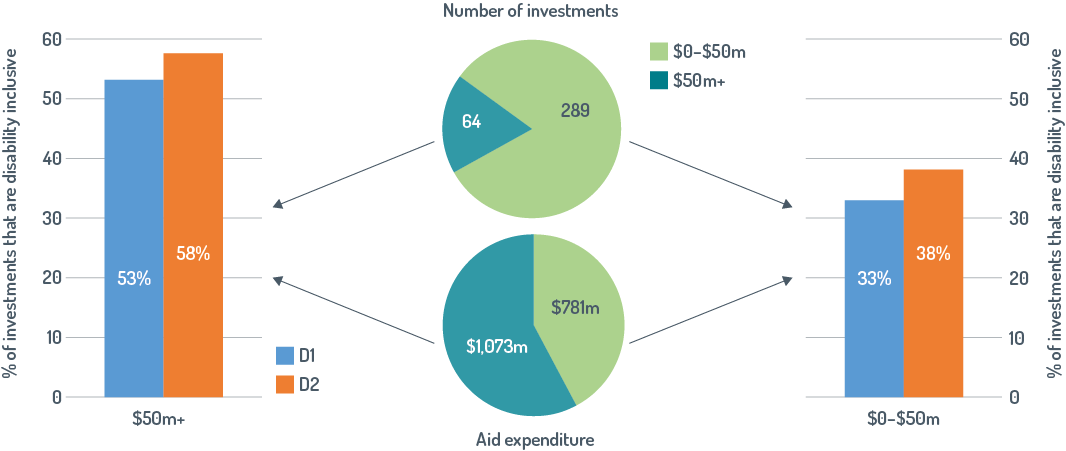 Number of investments
% of investments that are disability inclusive
60
50
40
30
20
10
0
53%
58%
$50m+
D1
D2
64
289
$0–$50m
$50m+
$781m
$1,073m
Aid expenditure
33%
38%
$0–$50m
60
50
40
30
20
10
0
% of investments that are disability inclusive